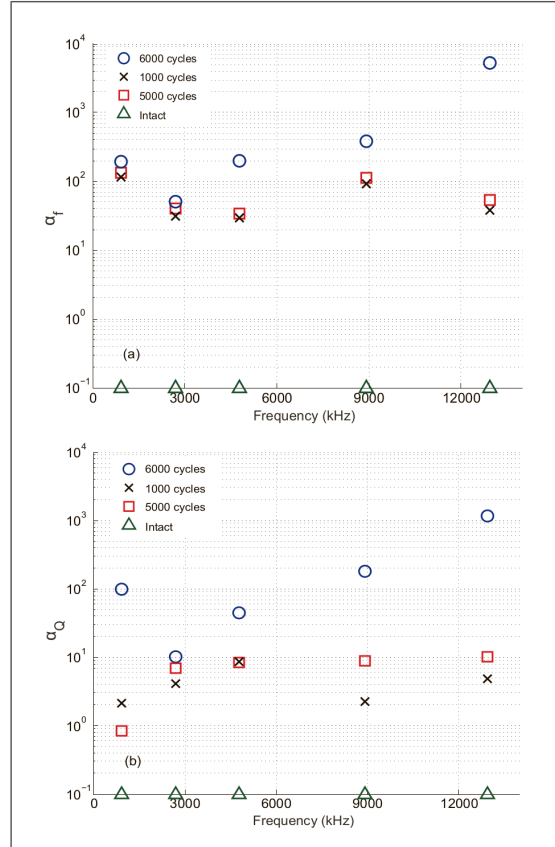 10^4
6000 cycles
1000 cycles
5000 cycles
Intact
10^3
10^2
α_f
10^1
10^0
(a)
10^-1
0 3000 6000 9000 12000
Frequency (kHz)
10^4
6000 cycles
1000 cycles
5000 cycles
Intact
10^3
10^2
α_Q
10^1
10^0
(b)
10^-1
0 3000 6000 9000 12000
Frequency (kHz)